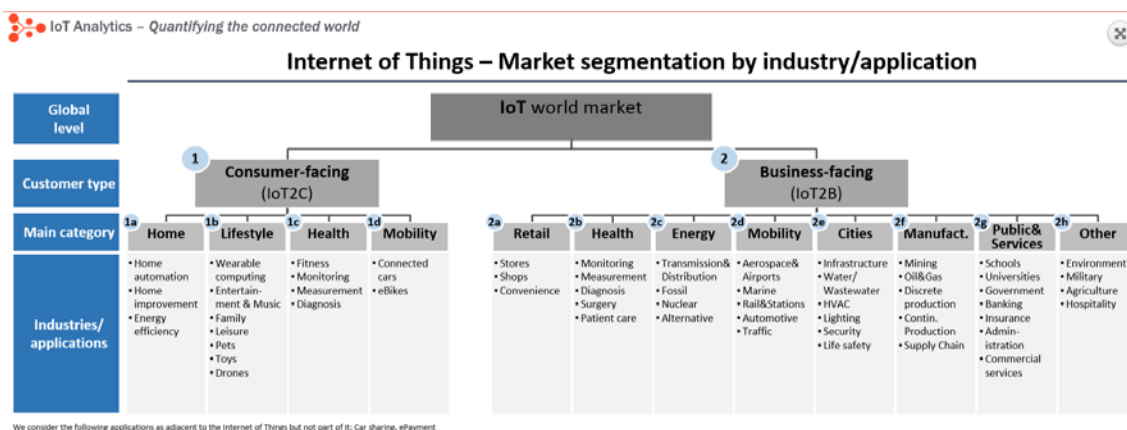 IoT Analytics – Quantifying the connected world
Internet of Things – Market segmentation by industry/application
Global
level
IoT world market
Customer type
1
Consumer-facing
(IoT2C)
2
Business-facing
(IoT2B)
Main category
1a
Home
1b
Lifestyle
1c
Health
1d
Mobility
2a
Retail
2b
Health
2c
Energy
2d
Mobility
2e
Cities
2f
Manufact.
2g
Public&
Services
2h
Other
Industries/
applications
• Home
automation
• Home
improvement
• Energy
efficiency
• Wearable
computing
• Entertain-
ment & Music
• Family
• Leisure
• Pets
• Toys
• Drones
• Fitness
• Monitoring
• Measurement
• Diagnosis
• Connected
cars
• eBikes
• Stores
• Shops
• Convenience
• Monitoring
• Measurement
• Diagnosis
• Surgery
• Patient care
• Transmission&
Distribution
• Fossil
• Nuclear
• Alternative
• Aerospace&
Airports
• Marine
• Rail&Stations
• Automotive
• Traffic
• Infrastructure
• Water/
Wastewater
• HVAC
• Lighting
• Security
• Life safety
• Mining
• Oil&Gas
• Discrete
production
• Contin.
Production
• Supply Chain
• Schools
• Universities
• Government
• Banking
• Insurance
• Admin-
istration
• Commercial
services
• Environment
• Military
• Agriculture
• Hospitality
We consider the following applications as adjacent to the Internet of Things but not part of it: Car sharing, ePayment